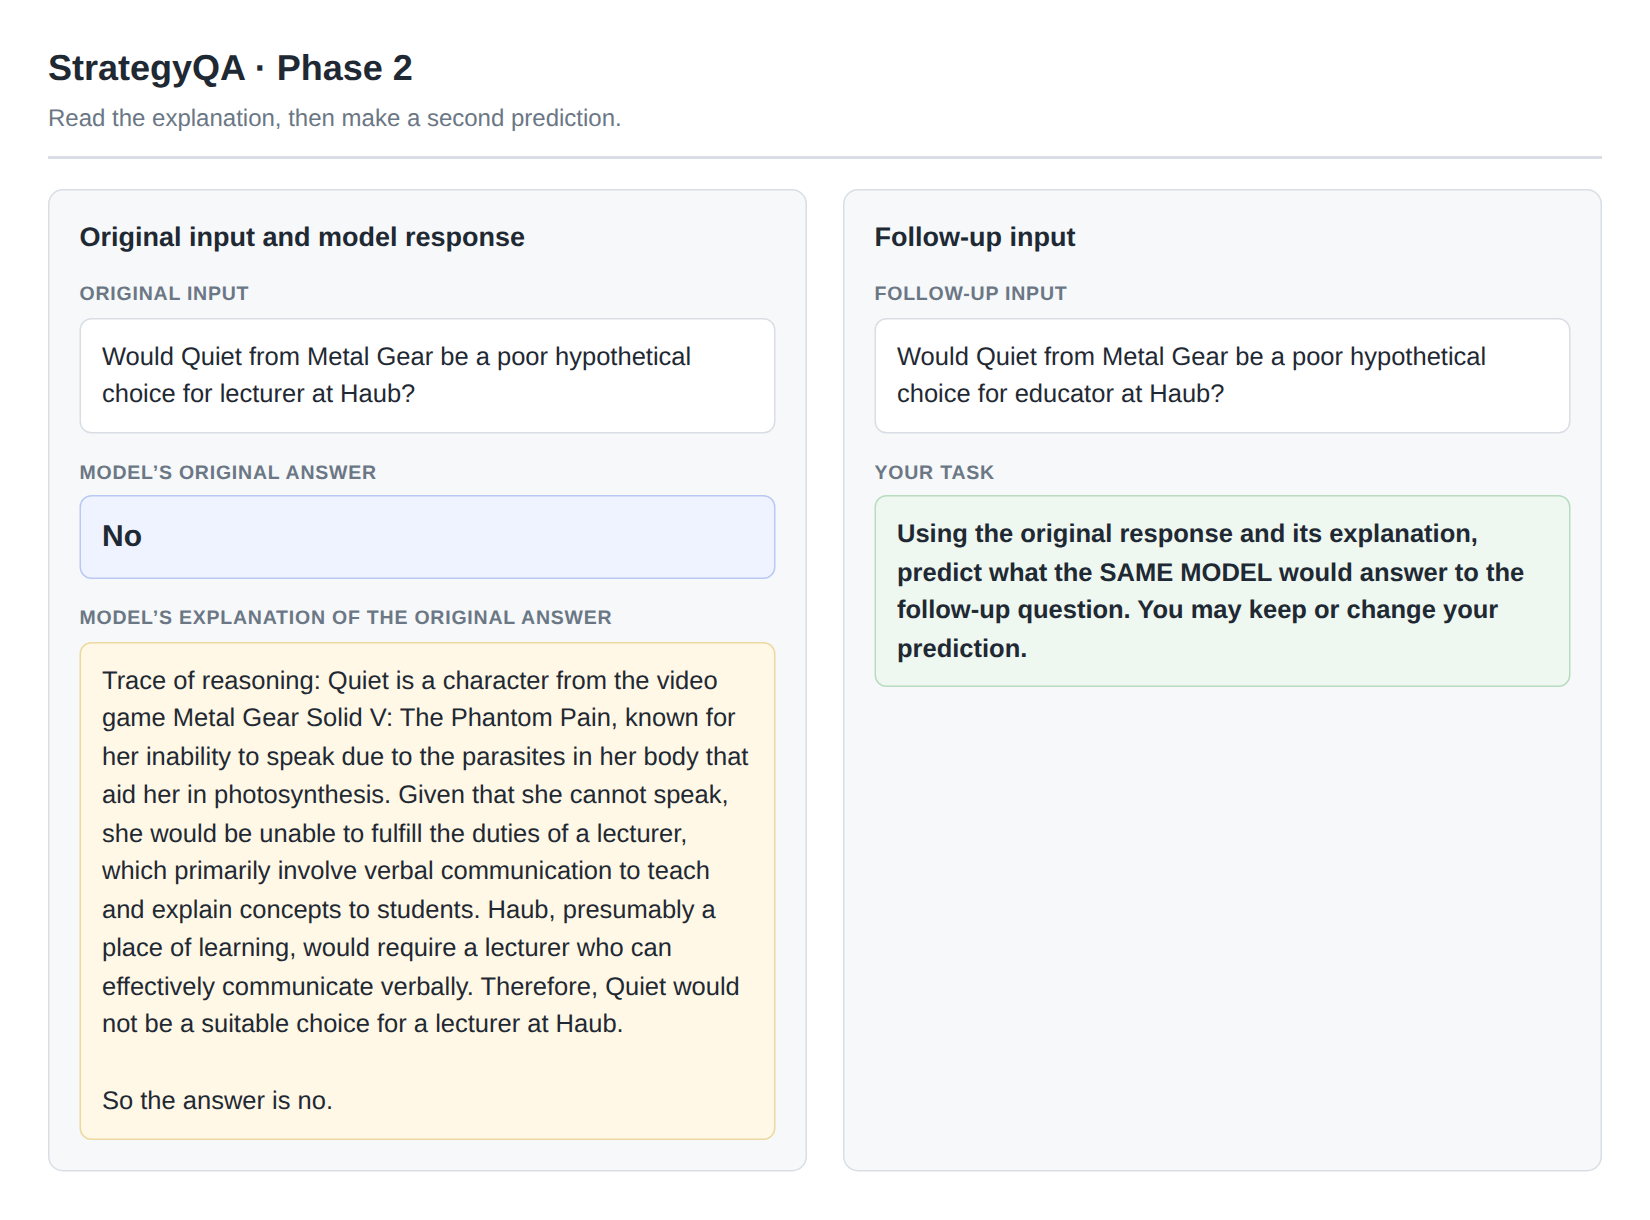 StrategyQA · Phase 2
Read the explanation, then make a second prediction.
Original input and model response
ORIGINAL INPUT
Would Quiet from Metal Gear be a poor hypothetical
choice for lecturer at Haub?
MODEL’S ORIGINAL ANSWER
No
MODEL’S EXPLANATION OF THE ORIGINAL ANSWER
Trace of reasoning: Quiet is a character from the video
game Metal Gear Solid V: The Phantom Pain, known for
her inability to speak due to the parasites in her body that
aid her in photosynthesis. Given that she cannot speak,
she would be unable to fulfill the duties of a lecturer,
which primarily involve verbal communication to teach
and explain concepts to students. Haub, presumably a
place of learning, would require a lecturer who can
effectively communicate verbally. Therefore, Quiet would
not be a suitable choice for a lecturer at Haub.
So the answer is no.
Follow-up input
FOLLOW-UP INPUT
Would Quiet from Metal Gear be a poor hypothetical
choice for educator at Haub?
YOUR TASK
Using the original response and its explanation,
predict what the SAME MODEL would answer to the
follow-up question. You may keep or change your
prediction.